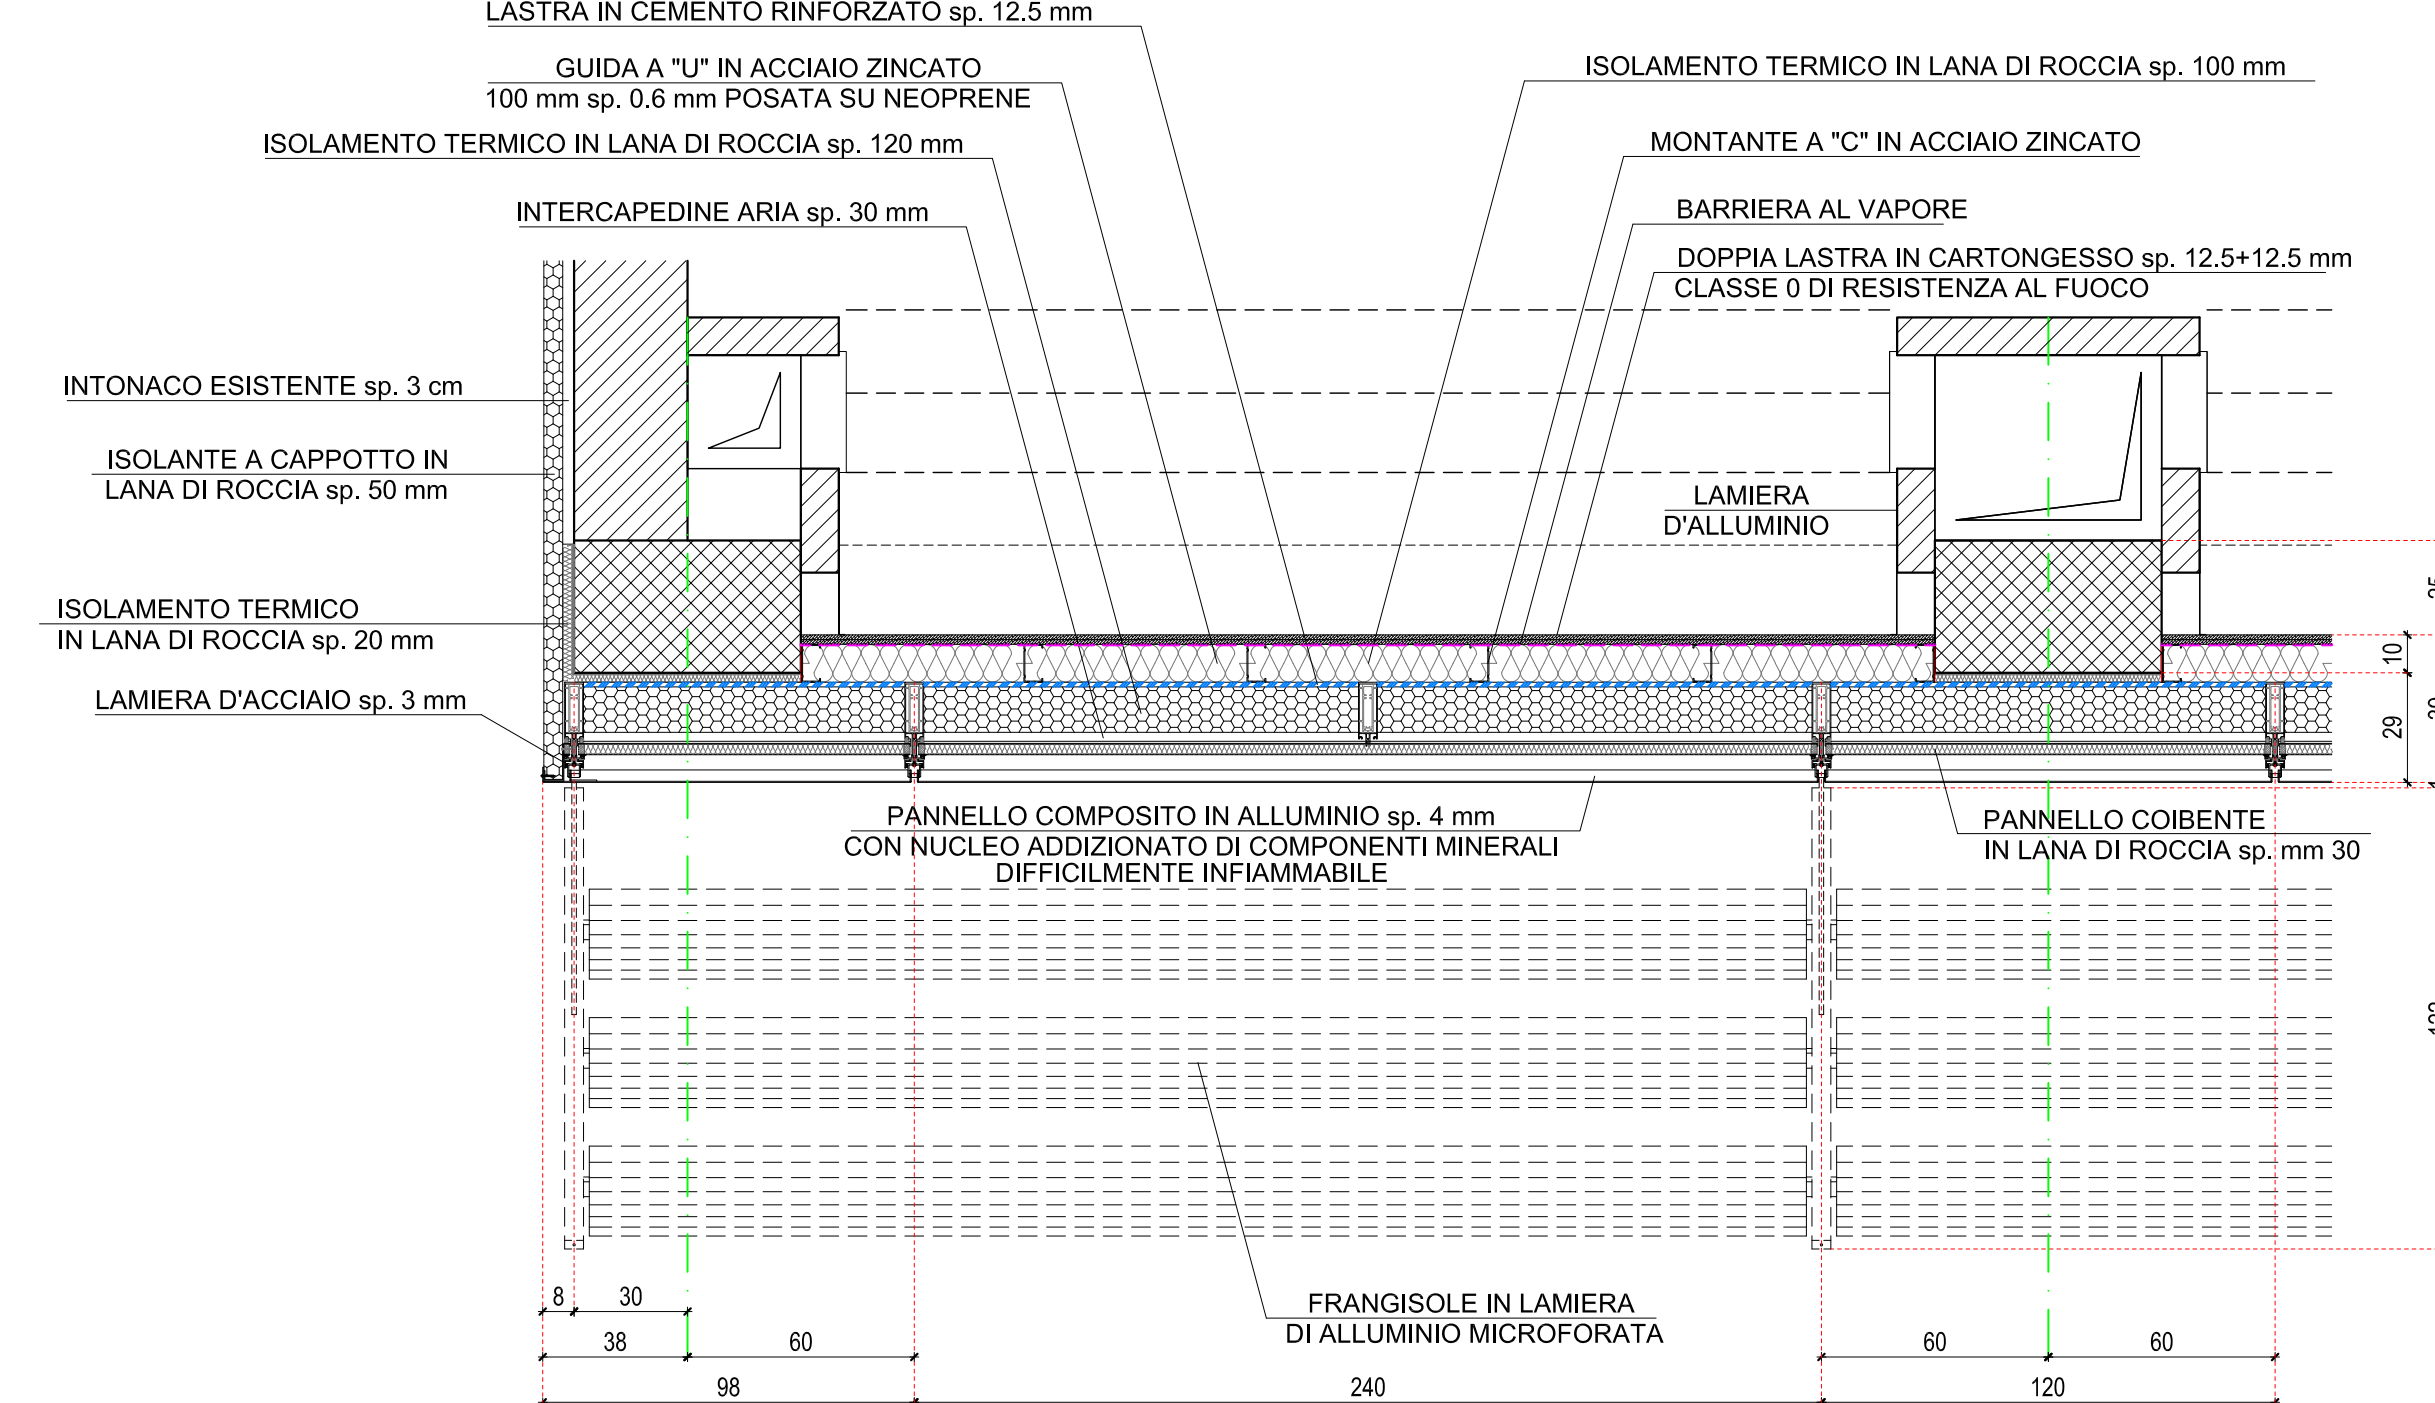 LASTRA IN CEMENTO RINFORZATO sp. 12.5 mm
GUIDA A "U" IN ACCIAIO ZINCATO
100 mm sp. 0.6 mm POSATA SU NEOPRENE
ISOLAMENTO TERMICO IN LANA DI ROCCIA sp. 120 mm
INTERCAPEDINE ARIA sp. 30 mm
ISOLAMENTO TERMICO IN LANA DI ROCCIA sp. 100 mm
MONTANTE A "C" IN ACCIAIO ZINCATO
BARRIERA AL VAPORE
DOPPIA LASTRA IN CARTONGESSO sp. 12.5+12.5 mm
CLASSE 0 DI RESISTENZA AL FUOCO
INTONACO ESISTENTE sp. 3 cm
ISOLANTE A CAPPOTTO IN
LANA DI ROCCIA sp. 50 mm
LAMIERA
D'ALLUMINIO
ISOLAMENTO TERMICO
IN LANA DI ROCCIA sp. 20 mm
LAMIERA D'ACCIAIO sp. 3 mm
10
29
PANNELLO COMPOSITO IN ALLUMINIO sp. 4 mm
CON NUCLEO ADDIZIONATO DI COMPONENTI MINERALI
DIFFICILMENTE INFIAMMABILE
PANNELLO COIBENTE
IN LANA DI ROCCIA sp. mm 30
FRANGISOLE IN LAMIERA
DI ALLUMINIO MICROFORATA
8 30
38 60 60 60
98 240 120